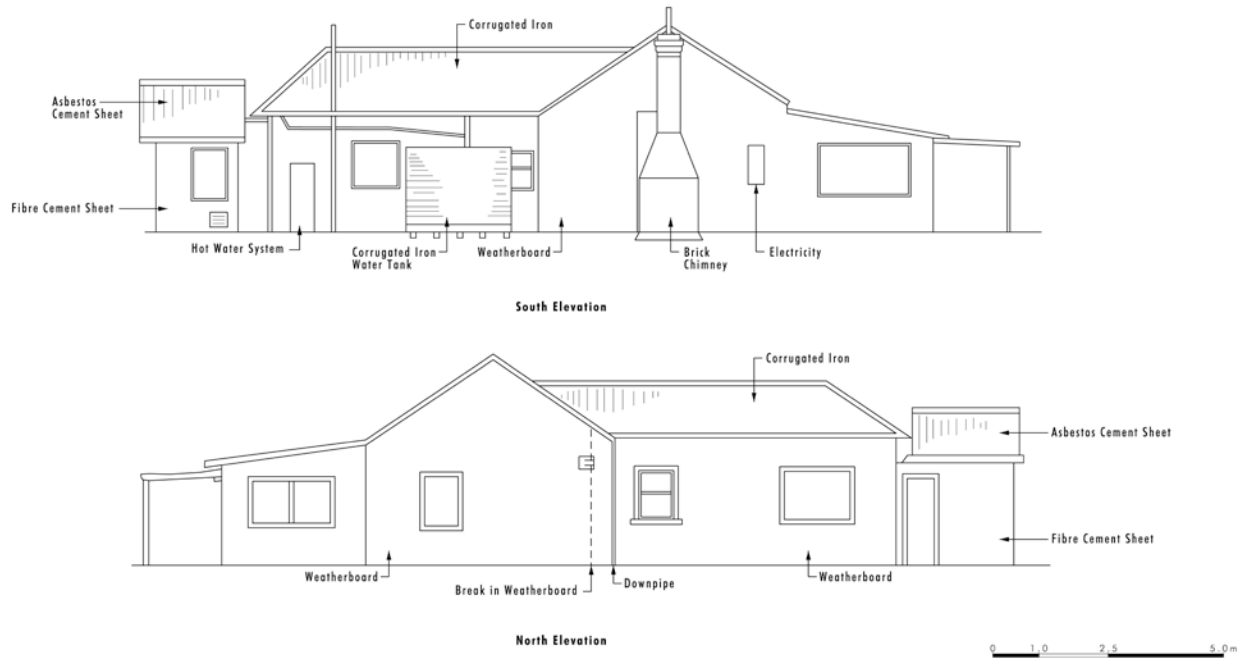 Corrugated Iron
Asbestos
Cement Sheet
Fibre Cement Sheet
Hot Water System
Corrugated Iron
Water Tank
Weatherboard
Brick
Chimney
Electricity
South Elevation
Corrugated Iron
Asbestos Cement Sheet
Fibre Cement Sheet
Weatherboard
Break in Weatherboard
Downpipe
Weatherboard
North Elevation
0 1.0 2.5 5.0m